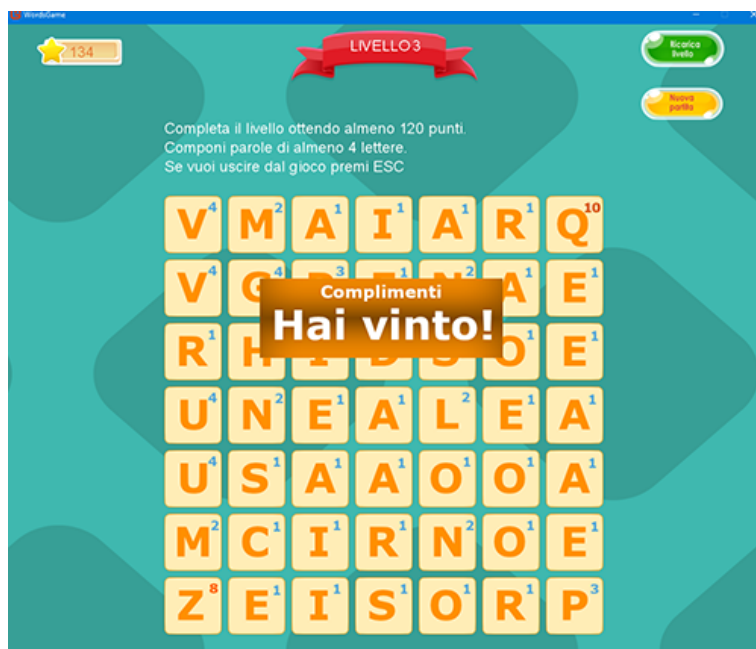 WordsGame
134
LIVELLO 3
Ricarica
livello
Nuova
partita
Completa il livello ottendo almeno 120 punti.
Componi parole di almeno 4 lettere.
Se vuoi uscire dal gioco premi ESC
V4 M2 A1 I1 A1 R1 Q10
V4 G4 A1 E1
Complimenti
Hai vinto!
R1 H O E1
U4 N2 E1 A1 L2 E1 A1
U4 S1 A1 A1 O1 O1 A1
M2 C1 I1 R1 N2 O1 E1
Z8 E1 I1 S1 O1 R1 P3